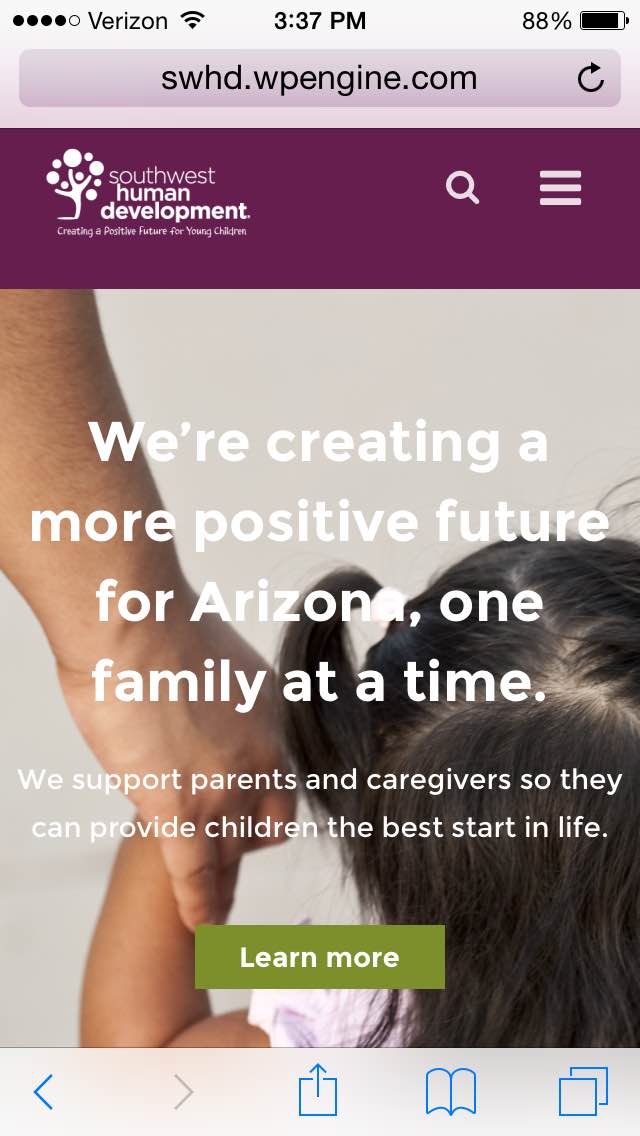 Verizon 3:37 PM 88%
swhd.wpengine.com
southwest
human
development.
Creating a Positive Future for Young Children
We’re creating a
more positive future
for Arizona, one
family at a time.
We support parents and caregivers so they
can provide children the best start in life.
Learn more